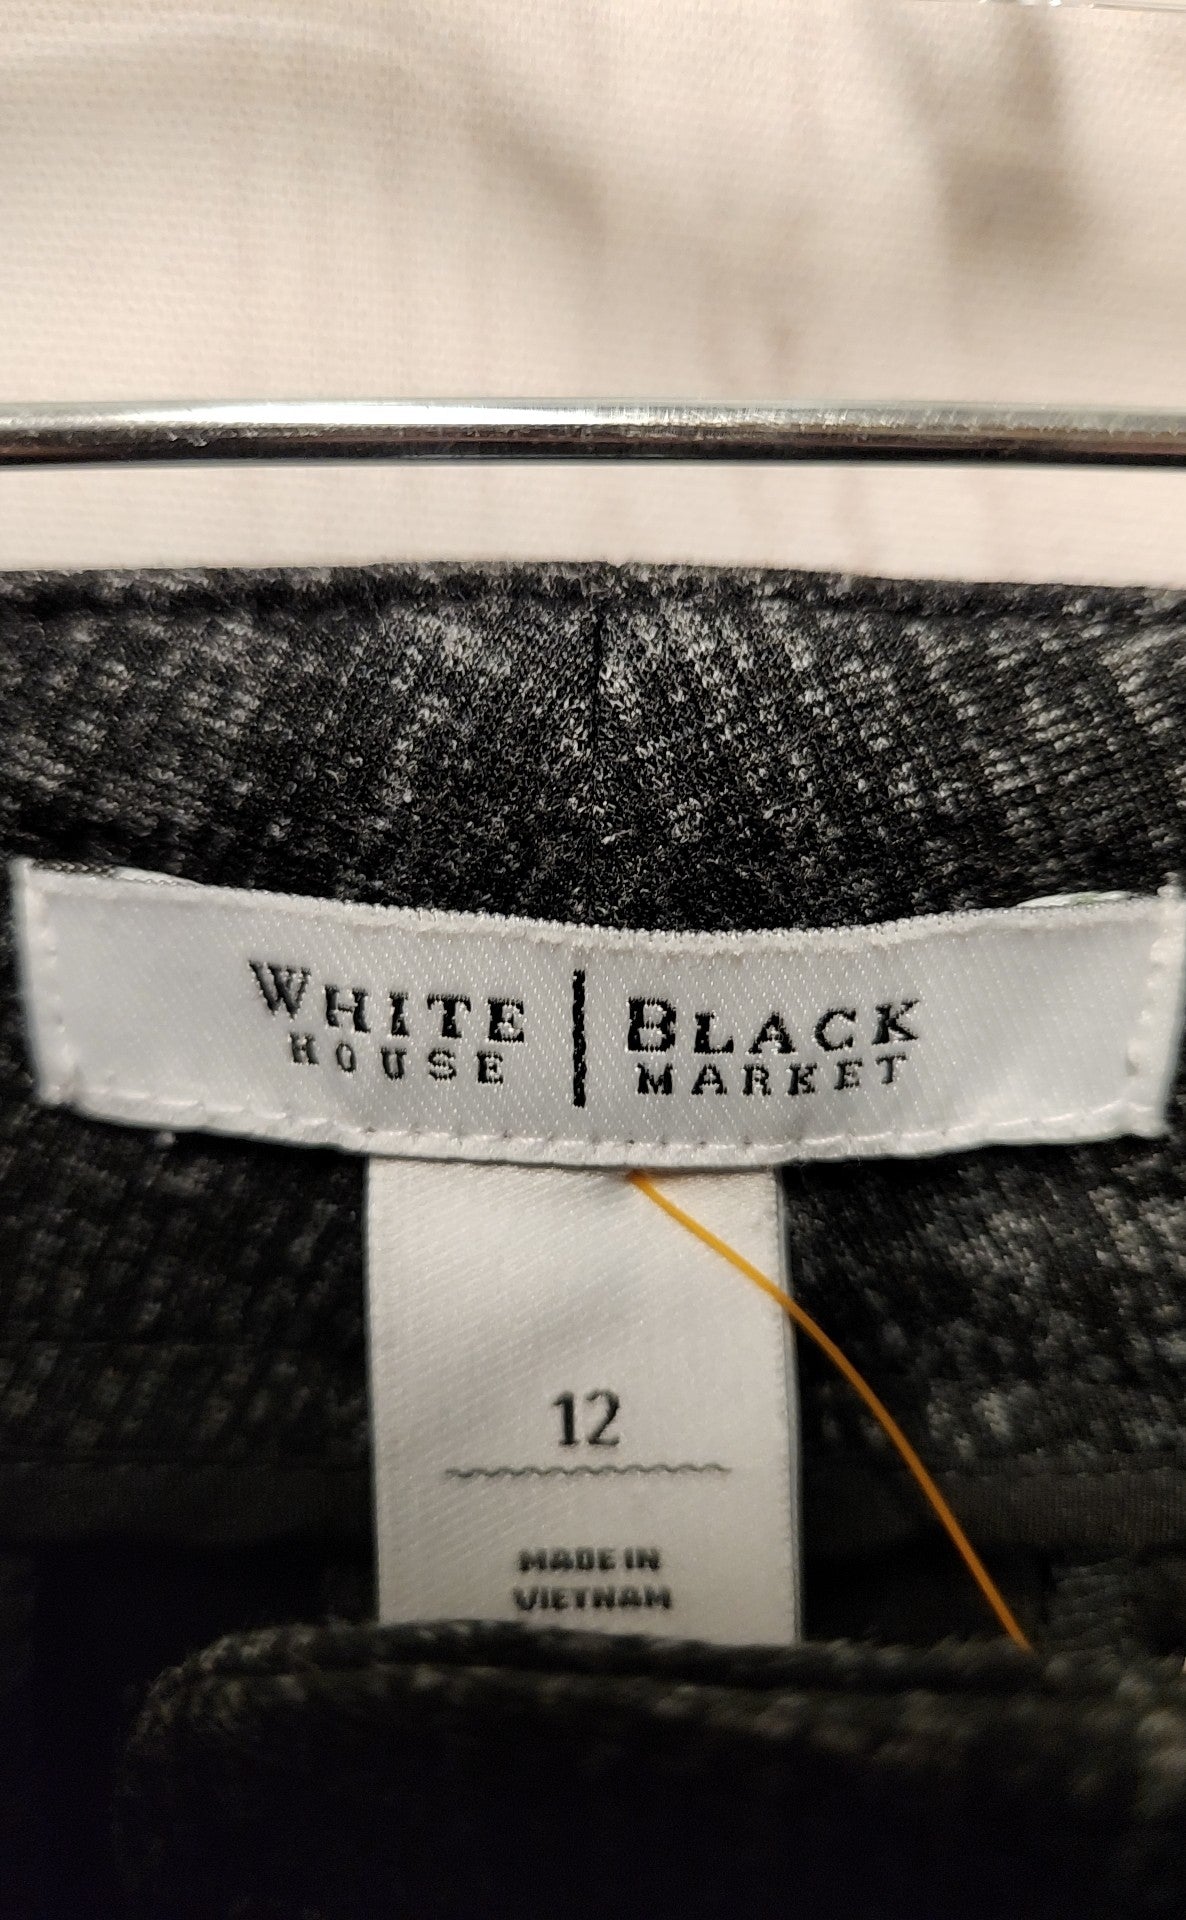 WHITE | BLACK
HOUSE | MARKET
12
MADE IN
VIETNAM